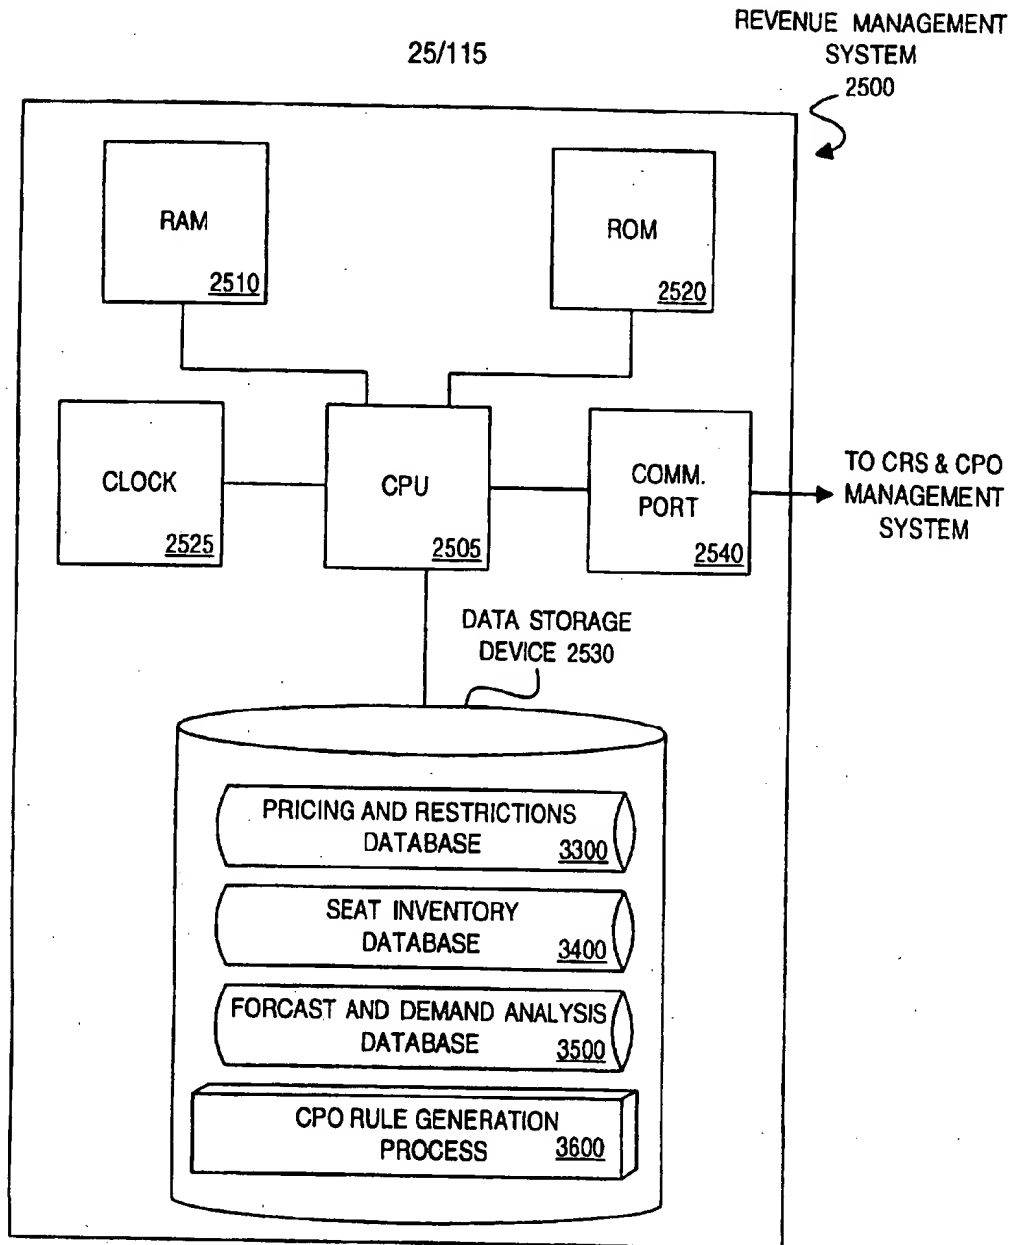 REVENUE MANAGEMENT
SYSTEM
2500
25/115
RAM
2510
ROM
2520
CLOCK
2525
CPU
2505
COMM.
PORT
2540
TO CRS & CPO
MANAGEMENT
SYSTEM
DATA STORAGE
DEVICE 2530
PRICING AND RESTRICTIONS
DATABASE 3300
SEAT INVENTORY
DATABASE 3400
FORCAST AND DEMAND ANALYSIS
DATABASE 3500
CPO RULE GENERATION
PROCESS 3600